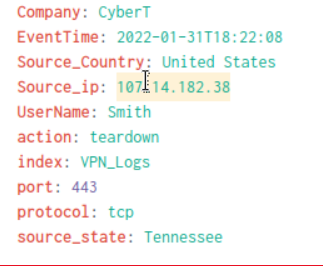 Company: CyberT
EventTime: 2022-01-31T18:22:08
Source_Country: United States
Source_ip: 107.14.182.38
UserName: Smith
action: teardown
index: VPN_Logs
port: 443
protocol: tcp
source_state: Tennessee